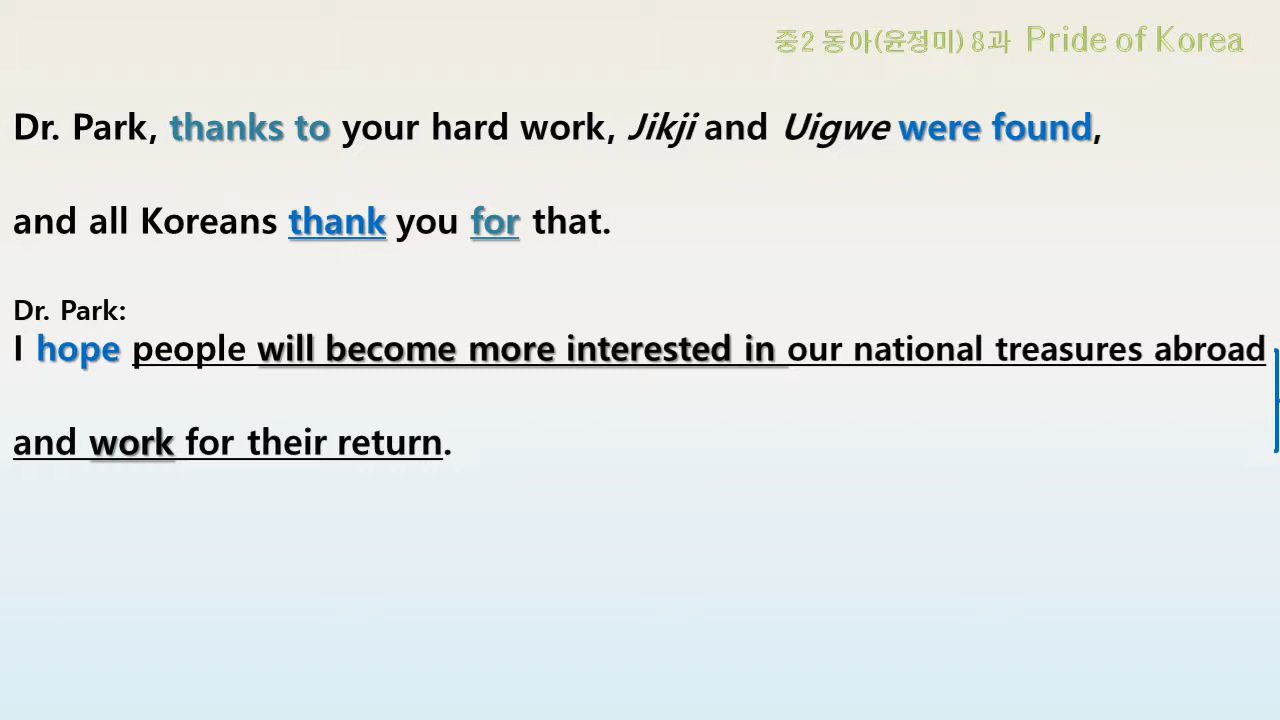 중2 동아(윤정미) 8과 Pride of Korea
Dr. Park, thanks to your hard work, Jikji and Uigwe were found,
and all Koreans thank you for that.
Dr. Park:
I hope people will become more interested in our national treasures abroad
and work for their return.